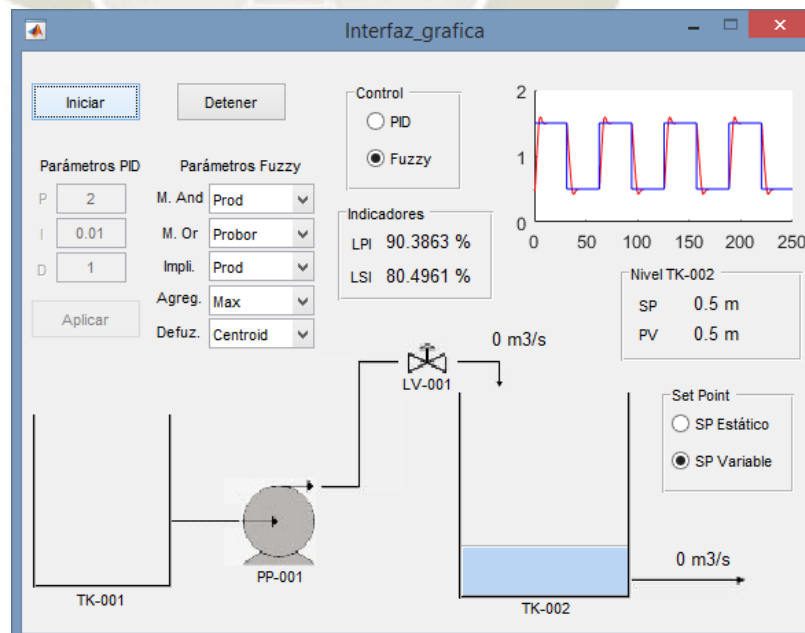 Interfaz_grafica
Iniciar
Detener
Control
PID
Fuzzy
2
1
0
0 50 100 150 200 250
Parámetros PID
P 2
I 0.01
D 1
Aplicar
Parámetros Fuzzy
M. And Prod
M. Or Probor
Impli. Prod
Agreg. Max
Defuz. Centroid
Indicadores
LPI 90.3863 %
LSI 80.4961 %
Nivel TK-002
SP 0.5 m
PV 0.5 m
0 m3/s
LV-001
Set Point
SP Estático
SP Variable
PP-001
TK-001
0 m3/s
TK-002